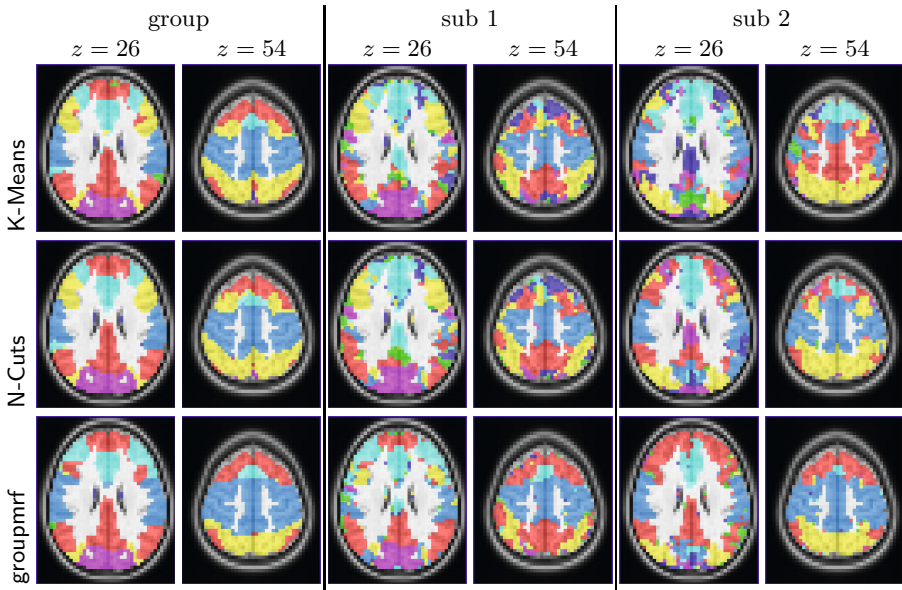 group sub 1 sub 2
z = 26 z = 54 z = 26 z = 54 z = 26 z = 54
K-Means
N-Cuts
groupmrf